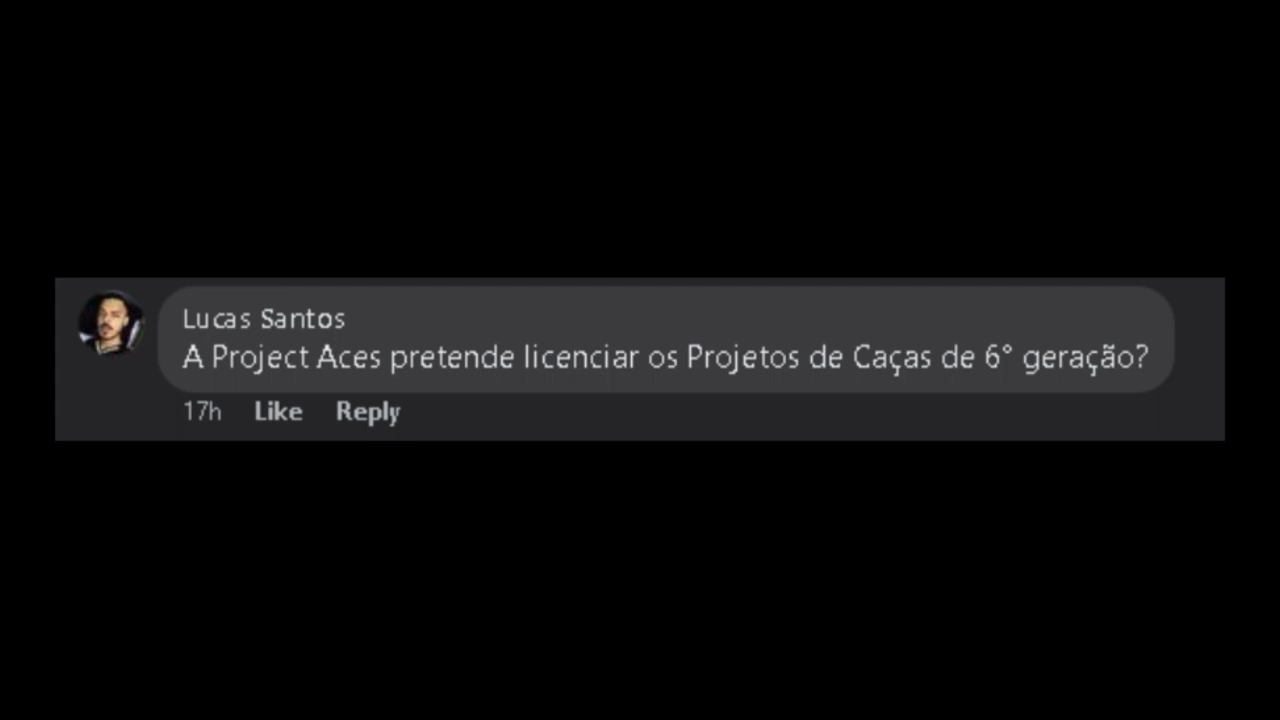 Lucas Santos
A Project Aces pretende licenciar os Projetos de Caças de 6° geração?
17h Like Reply